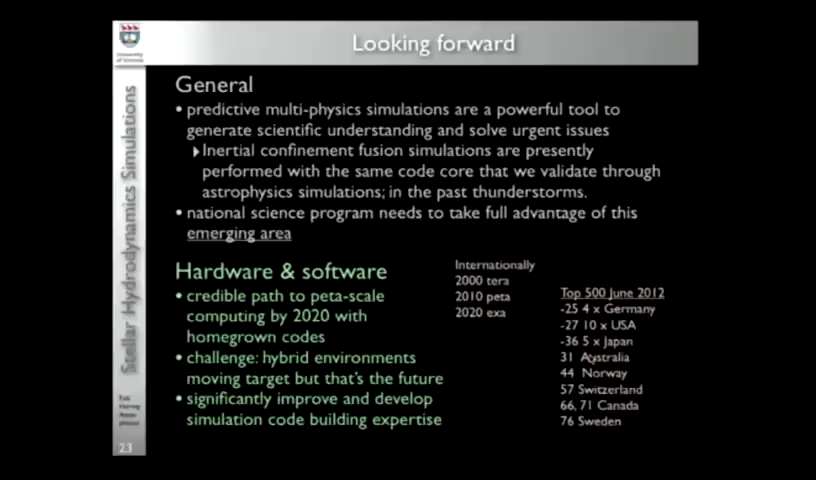 Looking forward
University of Victoria
Stellar Hydrodynamics Simulations
General
• predictive multi-physics simulations are a powerful tool to
generate scientific understanding and solve urgent issues
Inertial confinement fusion simulations are presently
performed with the same code core that we validate through
astrophysics simulations; in the past thunderstorms.
• national science program needs to take full advantage of this
emerging area
Hardware & software
• credible path to peta-scale
computing by 2020 with
homegrown codes
• challenge: hybrid environments
moving target but that's the future
• significantly improve and develop
simulation code building expertise
Internationally
2000 tera
2010 peta
2020 exa
Top 500 June 2012
-25 4 x Germany
-27 10 x USA
-36 5 x Japan
31 Australia
44 Norway
57 Switzerland
66, 71 Canada
76 Sweden
23